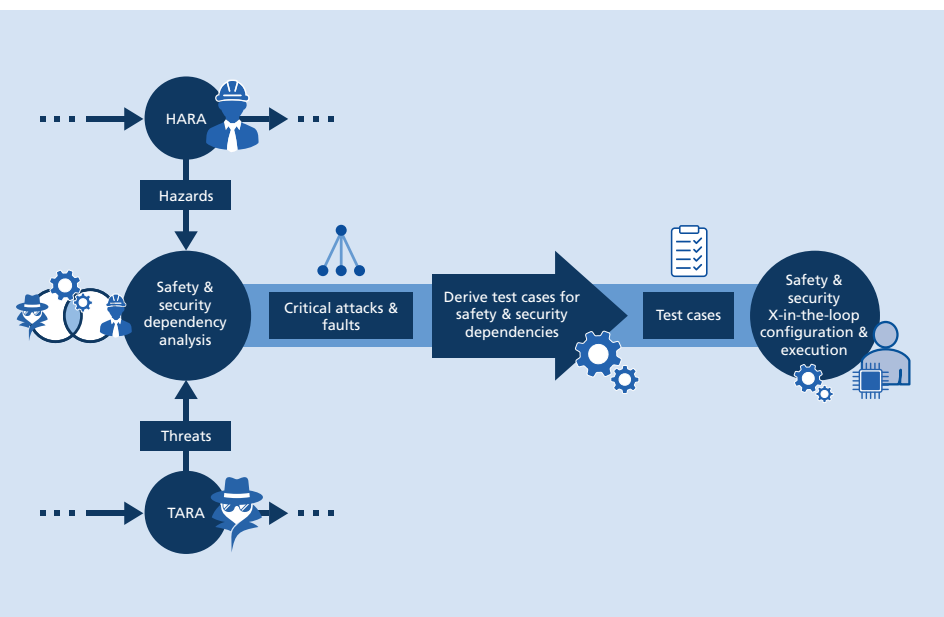 HARA
Hazards
Safety &
security
dependency
analysis
Critical attacks &
faults
Derive test cases for
safety & security
dependencies
Test cases
Safety &
security
X-in-the-loop
configuration &
execution
Threats
TARA